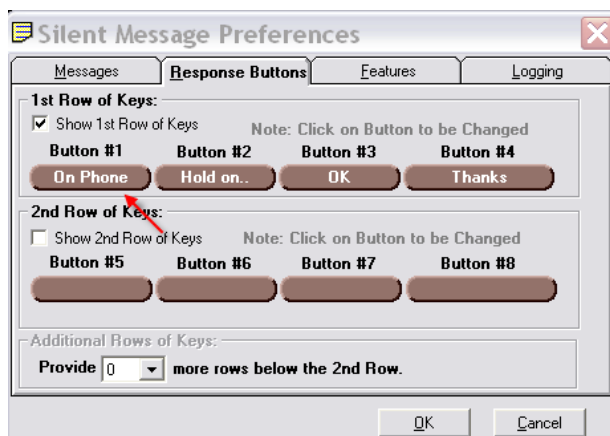 Silent Message Preferences
Messages Response Buttons Features Logging
1st Row of Keys:
Show 1st Row of Keys Note: Click on Button to be Changed
Button #1 Button #2 Button #3 Button #4
On Phone Hold on.. OK Thanks
2nd Row of Keys:
Show 2nd Row of Keys Note: Click on Button to be Changed
Button #5 Button #6 Button #7 Button #8
Additional Rows of Keys:
Provide 0 more rows below the 2nd Row.
OK Cancel